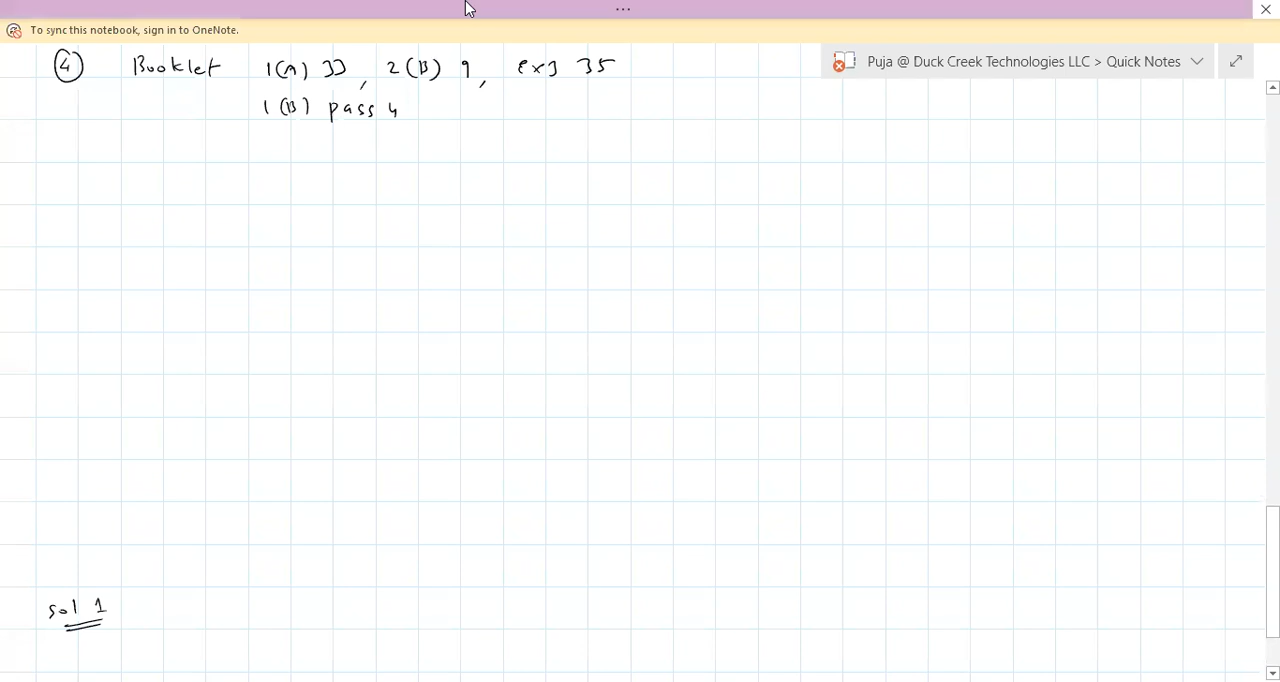 ...
To sync this notebook, sign in to OneNote.
Puja @ Duck Creek Technologies LLC > Quick Notes
④ Booklet 1(A) 33, 2(B) 9, ex3 35
1(B) pass 4
sol 1